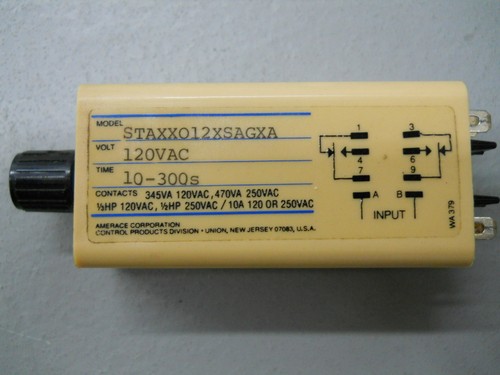 MODEL
STAXXO12XSAGXA
VOLT
120VAC
TIME
10-300s
CONTACTS 345VA 120VAC, 470VA 250VAC
½HP 120VAC, ½HP 250VAC / 10A 120 OR 250VAC
AMERACE CORPORATION
CONTROL PRODUCTS DIVISION • UNION, NEW JERSEY 07083, U.S.A.
1 3
4 6
7 9
A B
INPUT
WA 379